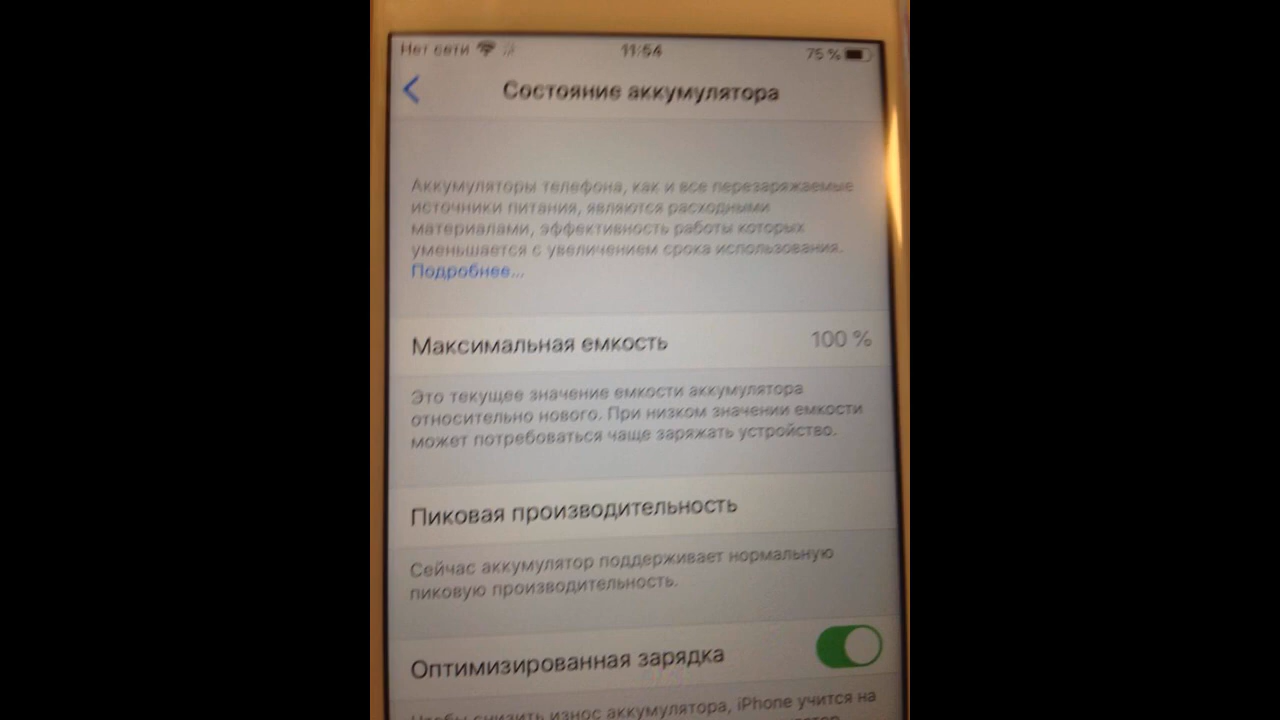 Нет сети
11:54
75 %
Состояние аккумулятора
Аккумуляторы телефона, как и все перезаряжаемые
источники питания, являются расходными
материалами, эффективность работы которых
уменьшается с увеличением срока использования.
Подробнее...
Максимальная емкость
100 %
Это текущее значение емкости аккумулятора
относительно нового. При низком значении емкости
может потребоваться чаще заряжать устройство.
Пиковая производительность
Сейчас аккумулятор поддерживает нормальную
пиковую производительность.
Оптимизированная зарядка
Чтобы снизить износ аккумулятора, iPhone учится на